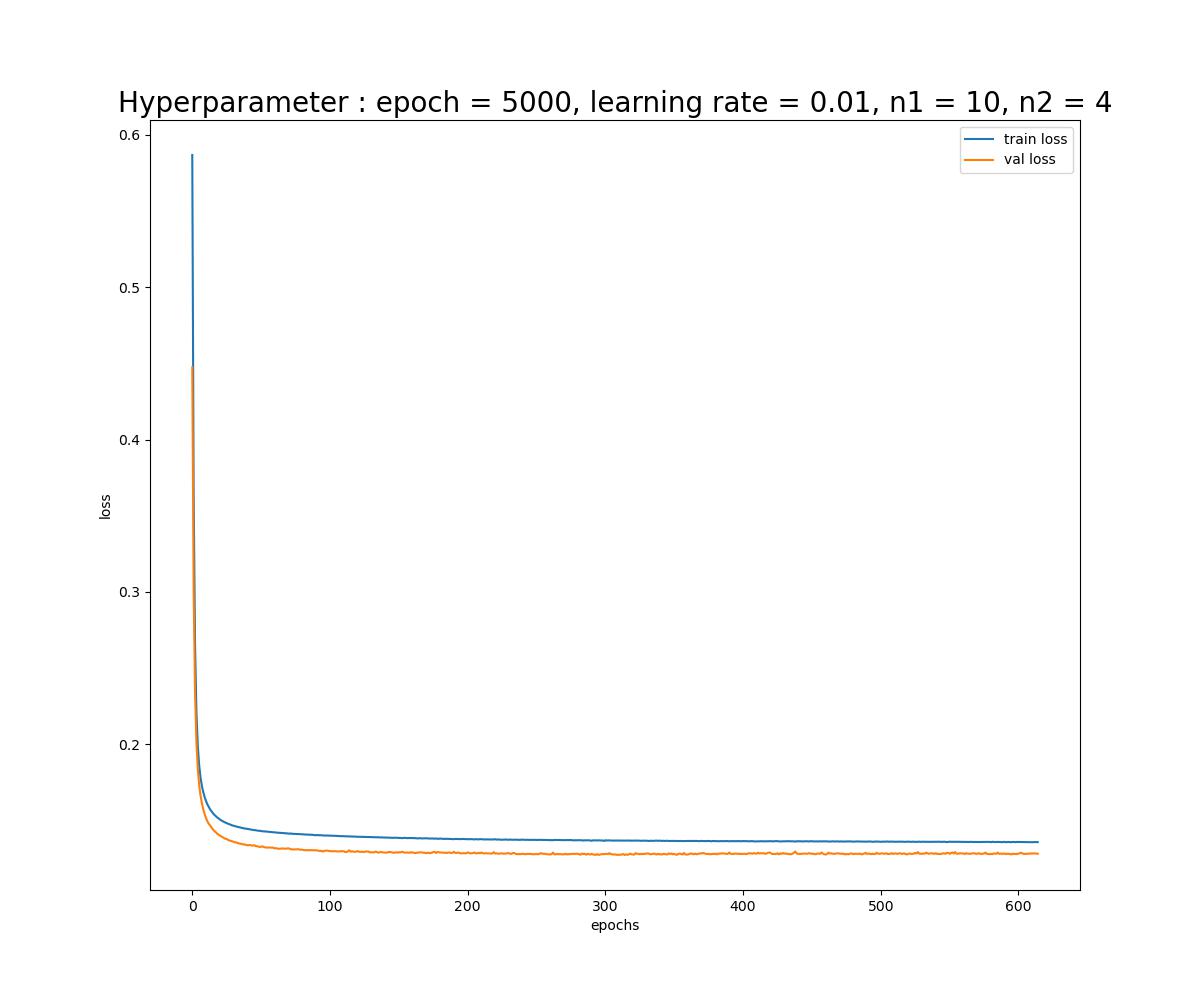 Hyperparameter : epoch = 5000, learning rate = 0.01, n1 = 10, n2 = 4
train loss
val loss
0.6
0.5
0.4
0.3
0.2
loss
0 100 200 300 400 500 600
epochs